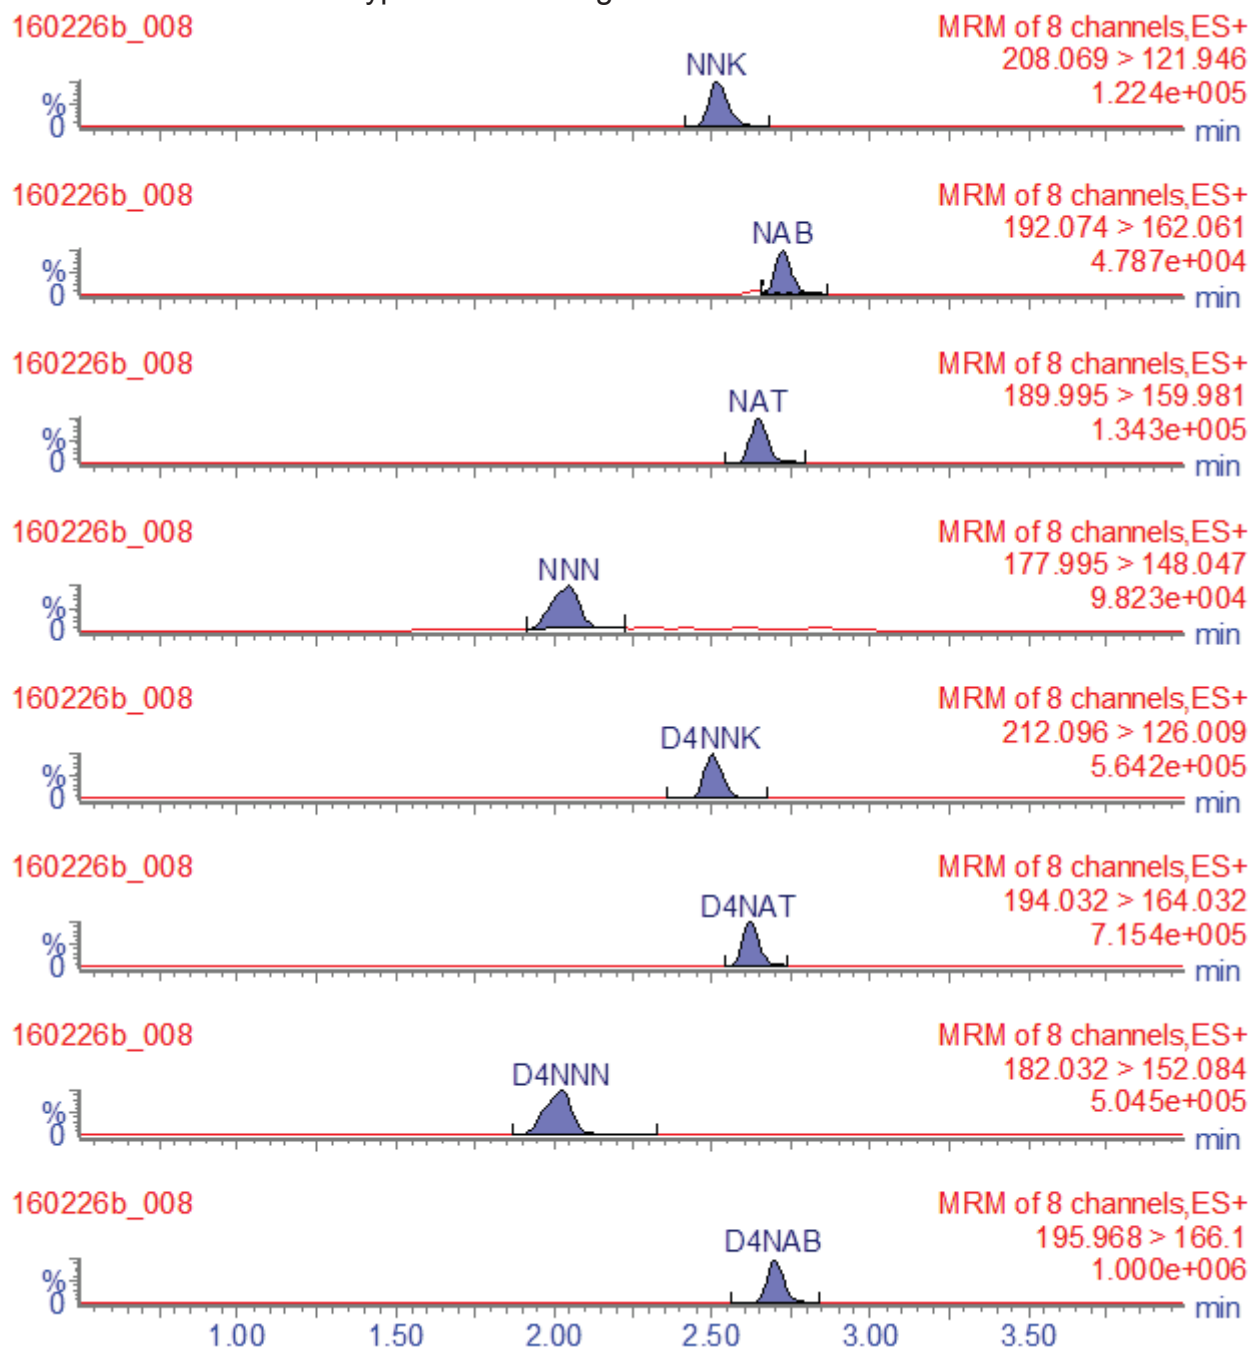 160226b_008
MRM of 8 channels,ES+
208.069 > 121.946
1.224e+005
NNK
%
0
min
160226b_008
MRM of 8 channels,ES+
192.074 > 162.061
4.787e+004
NAB
%
0
min
160226b_008
MRM of 8 channels,ES+
189.995 > 159.981
1.343e+005
NAT
%
0
min
160226b_008
MRM of 8 channels,ES+
177.995 > 148.047
9.823e+004
NNN
%
0
min
160226b_008
MRM of 8 channels,ES+
212.096 > 126.009
5.642e+005
D4NNK
%
0
min
160226b_008
MRM of 8 channels,ES+
194.032 > 164.032
7.154e+005
D4NAT
%
0
min
160226b_008
MRM of 8 channels,ES+
182.032 > 152.084
5.045e+005
D4NNN
%
0
min
160226b_008
MRM of 8 channels,ES+
195.968 > 166.1
1.000e+006
D4NAB
%
0
min
1.00 1.50 2.00 2.50 3.00 3.50